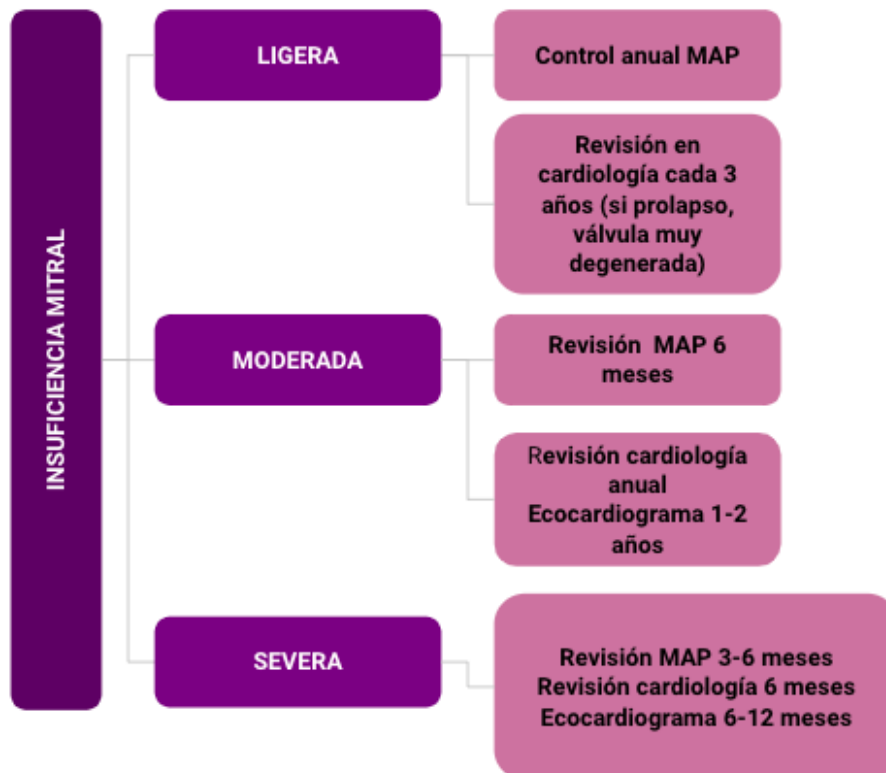 INSUFICIENCIA MITRAL
LIGERA
Control anual MAP
Revisión en
cardiología cada 3
años (si prolapso,
válvula muy
degenerada)
MODERADA
Revisión MAP 6
meses
Revisión cardiología
anual
Ecocardiograma 1-2
años
SEVERA
Revisión MAP 3-6 meses
Revisión cardiología 6 meses
Ecocardiograma 6-12 meses